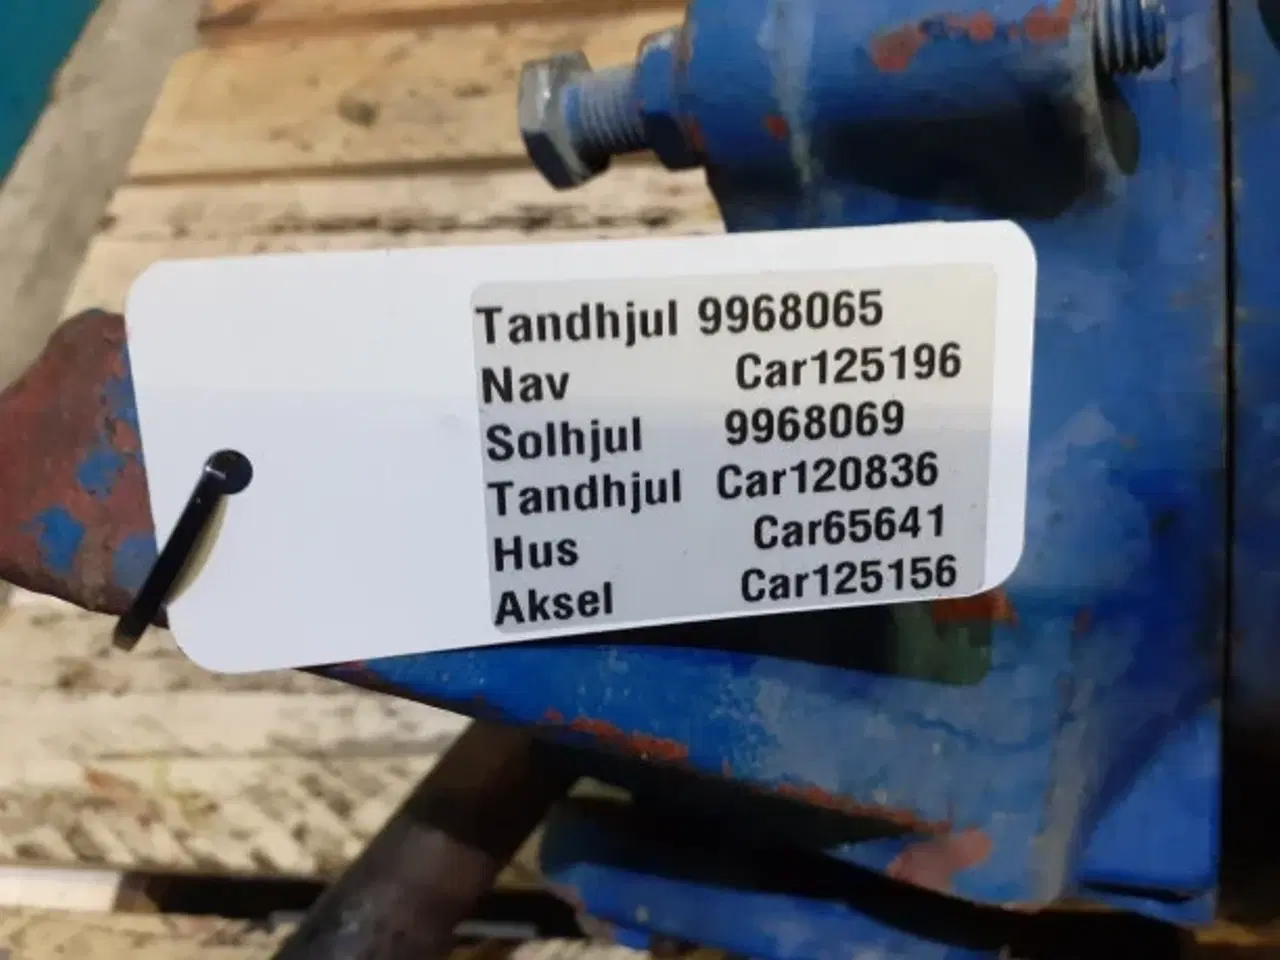 Tandhjul 9968065
Nav Car125196
Solhjul 9968069
Tandhjul Car120836
Hus Car65641
Aksel Car125156